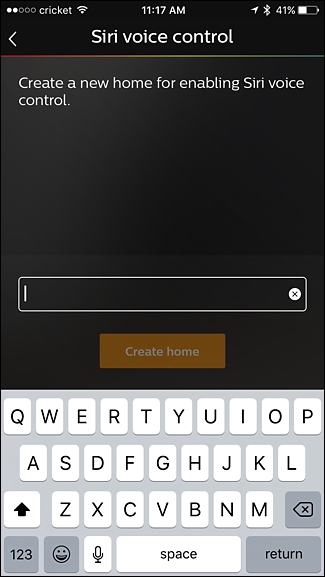 cricket 11:17 AM 41%
Siri voice control
Create a new home for enabling Siri voice
control.
Create home
Q W E R T Y U I O P
A S D F G H J K L
Z X C V B N M
123 space return